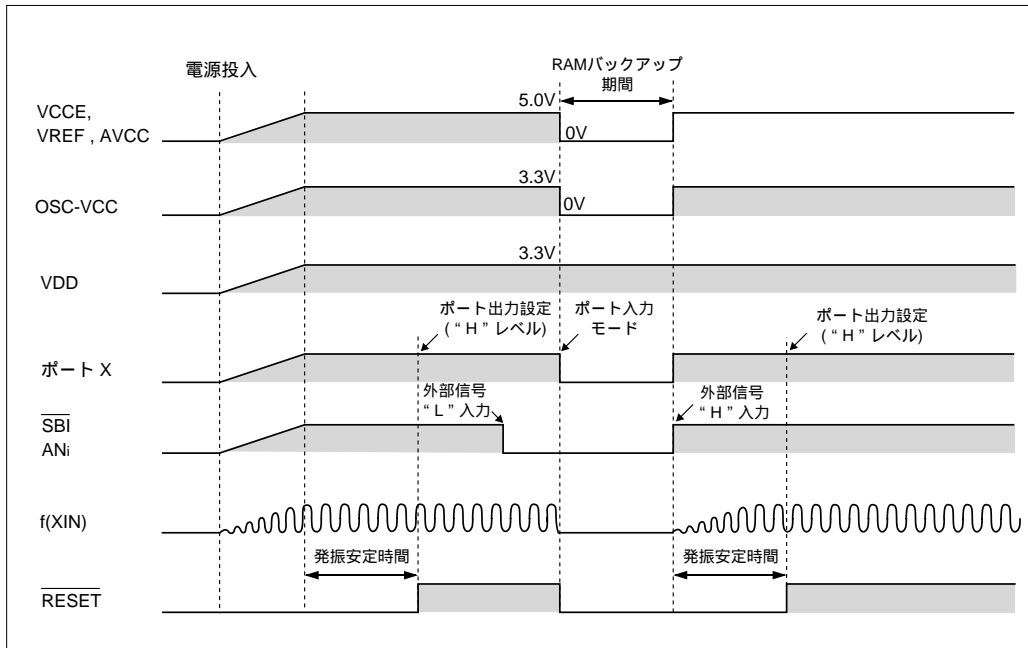 電源投入
RAMバックアップ
期間
VCCE,
VREF , AVCC
5.0V
0V
OSC-VCC
3.3V
0V
VDD
3.3V
ポート出力設定
( “ H ” レベル)
ポート入力
モード
ポート出力設定
( “ H ” レベル)
ポート X
外部信号
“ L ” 入力
外部信号
“ H ” 入力
SBI
ANi
f(XIN)
発振安定時間
発振安定時間
RESET